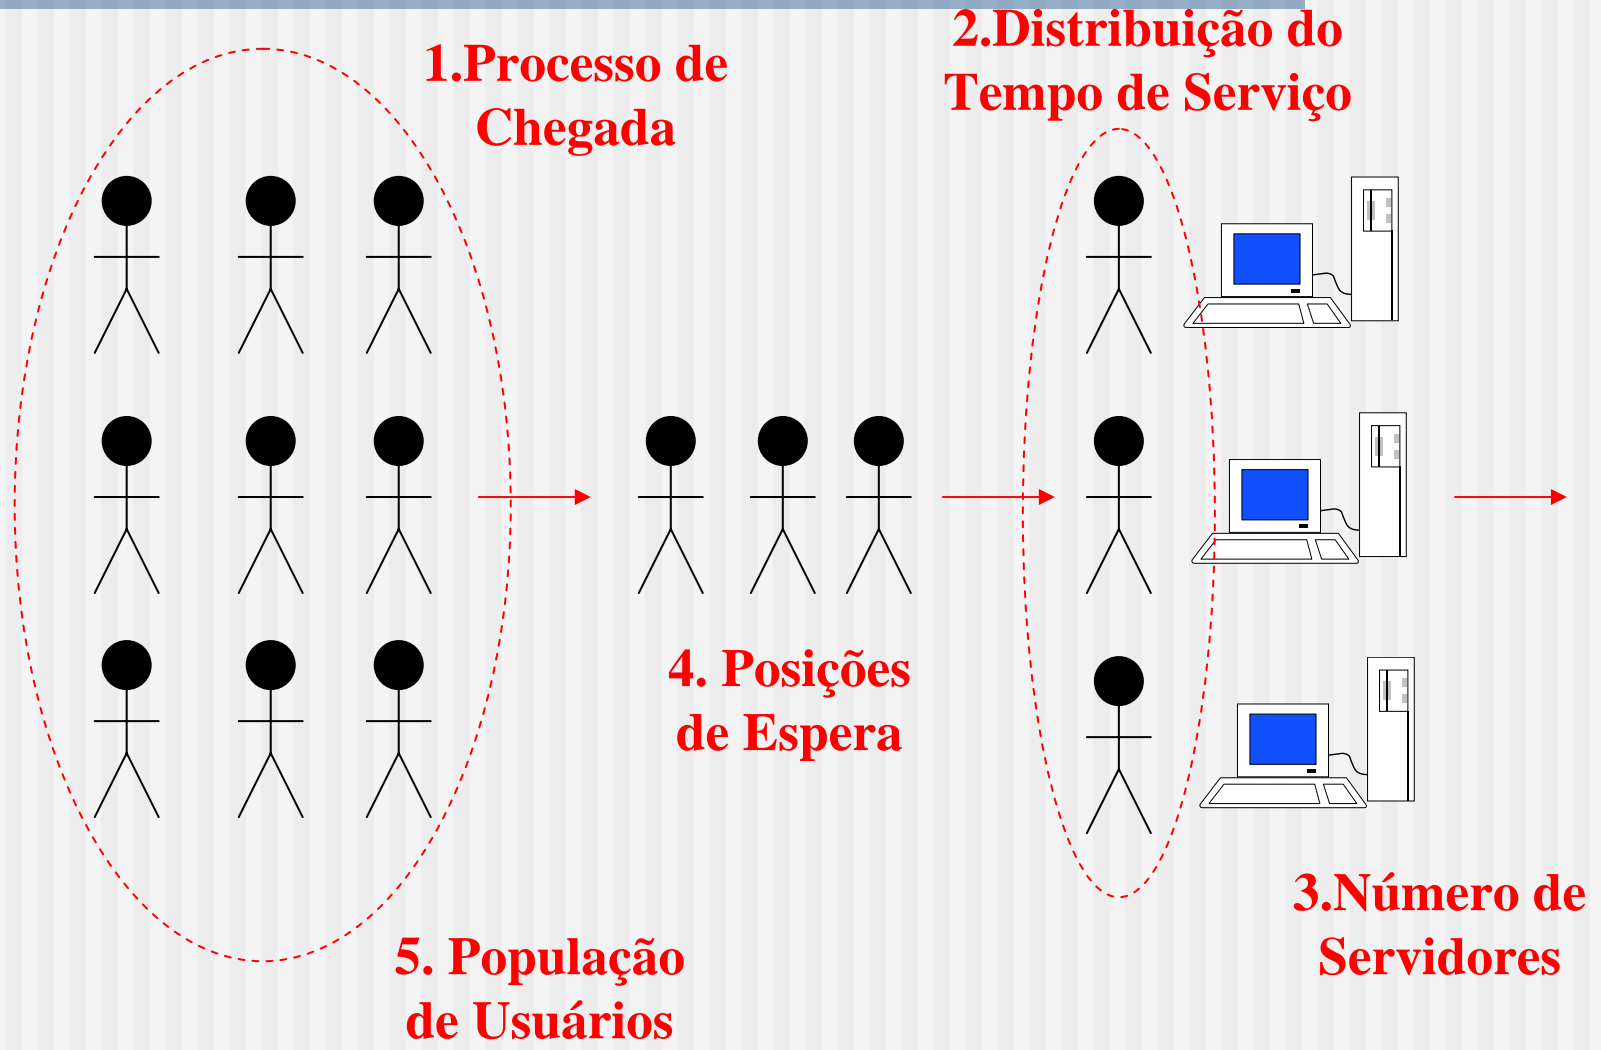 1.Processo de
Chegada
2.Distribuição do
Tempo de Serviço
4. Posições
de Espera
3.Número de
Servidores
5. População
de Usuários